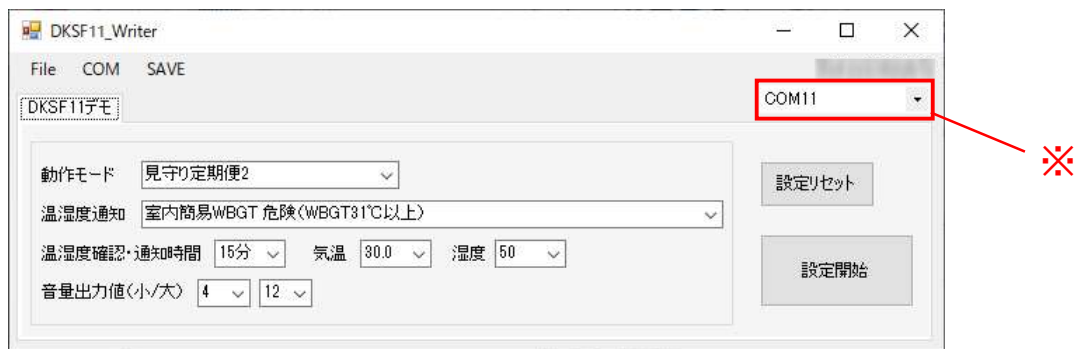 DKSF11_Writer
File COM SAVE
COM11
DKSF11デモ
※
動作モード 見守り定期便2
設定リセット
温湿度通知 室内簡易WBGT 危険(WBGT31℃以上)
温湿度確認・通知時間 15分 気温 30.0 湿度 50
設定開始
音量出力値(小/大) 4 12